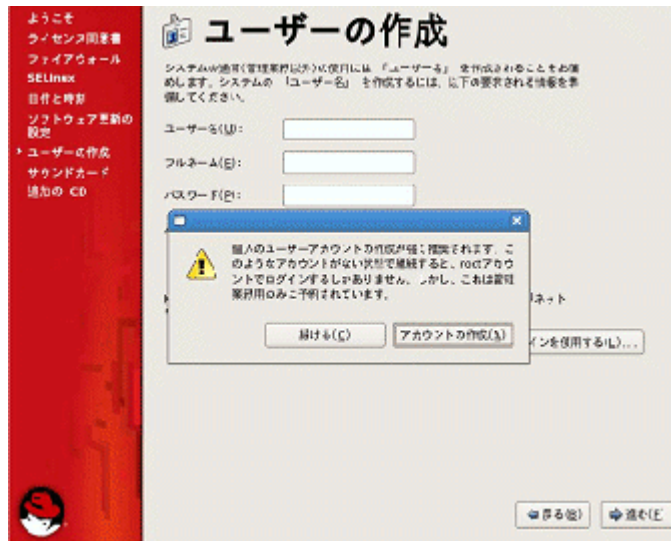 ようこそ
ライセンス同意書
ファイアウォール
SELinux
日付と時刻
ソフトウェア更新の
設定
ユーザーの作成
サウンドカード
追加の CD
ユーザーの作成
システムの通常(管理業務以外)の使用には 「ユーザー名」 を作成されることをお勧
めします。システムの 「ユーザー名」 を作成するには、以下の要求される情報を準
備してください。
ユーザー名(U):
フルネーム(E):
パスワード(P):
個人のユーザーアカウントの作成が強く推奨されます。こ
のようなアカウントがない状態で継続すると、rootアカウ
ントでログインするしかありません。しかし、これは管理
業務用のみに予約されています。
続ける(C)
アカウントの作成(A)
ネット
インを使用する(L)...
戻る(B)
進む(F